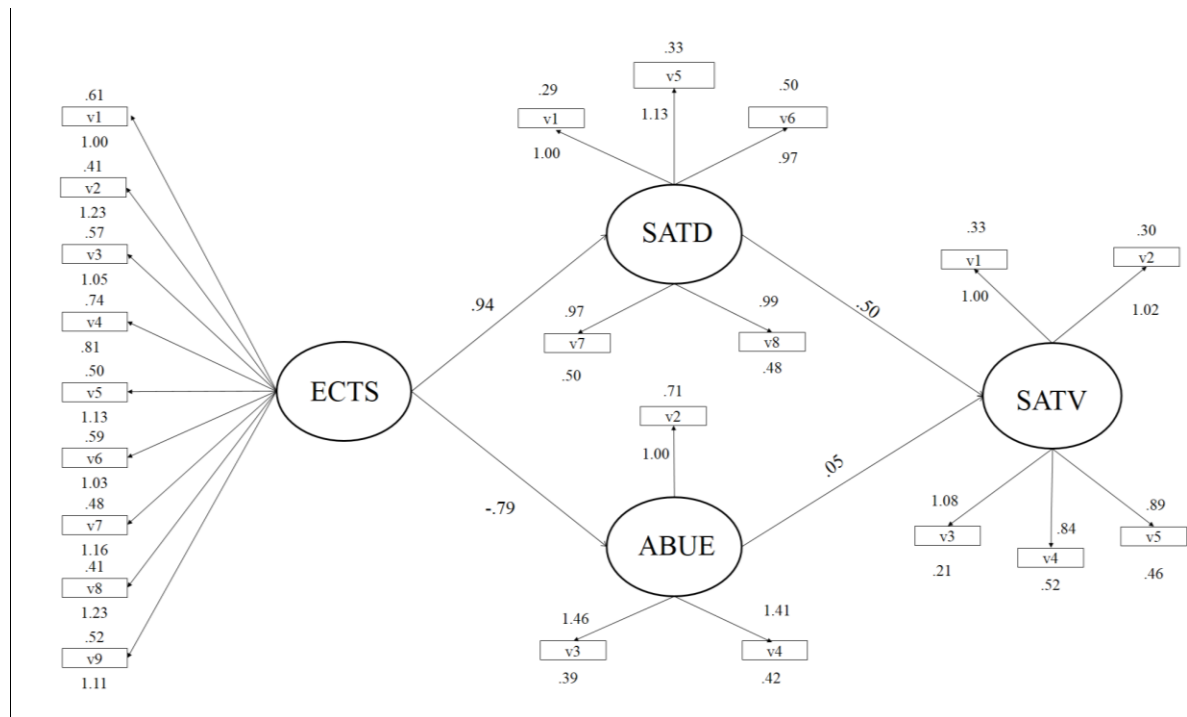 .61
v1
1.00
.41
v2
1.23
.57
v3
1.05
.74
v4
.81
.50
v5
1.13
.59
v6
1.03
.48
v7
1.16
.41
v8
1.23
.52
v9
1.11
ECTS
.94
-.79
.29
v1
1.00
.33
v5
1.13
.50
v6
.97
SATD
.97
v7
.50
.99
v8
.48
.71
v2
1.00
ABUE
1.46
v3
.39
1.41
v4
.42
.50
.05
.33
v1
1.00
.30
v2
1.02
SATV
1.08
v3
.21
.84
v4
.52
.89
v5
.46